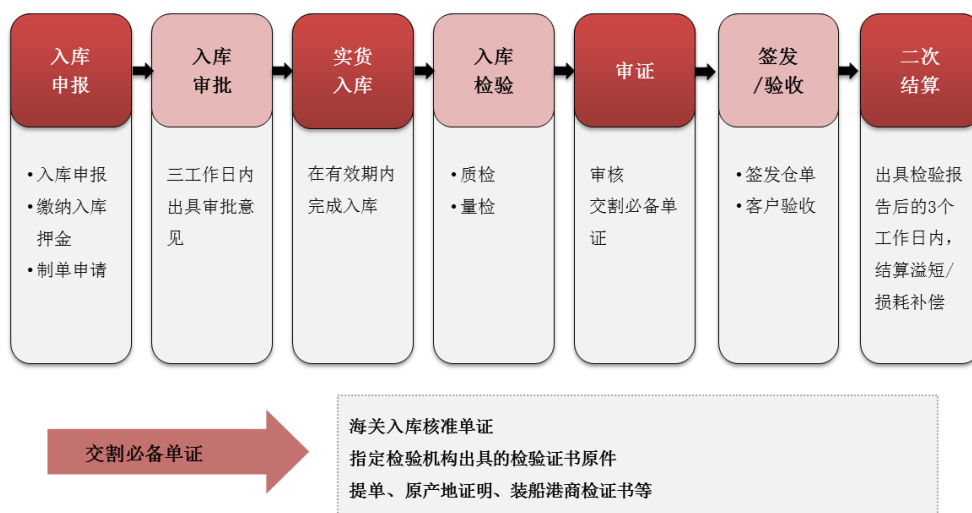 入库
申报
入库
审批
实货
入库
入库
检验
审证
签发
/验收
二次
结算
•入库申报
•缴纳入库
押金
•制单申请
三工作日内
出具审批意
见
在有效期内
完成入库
•质检
•量检
审核
交割必备单
证
•签发仓单
•客户验收
出具检验报
告后的3个
工作日内，
结算溢短/
损耗补偿
交割必备单证
海关入库核准单证
指定检验机构出具的检验证书原件
提单、原产地证明、装船港商检证书等